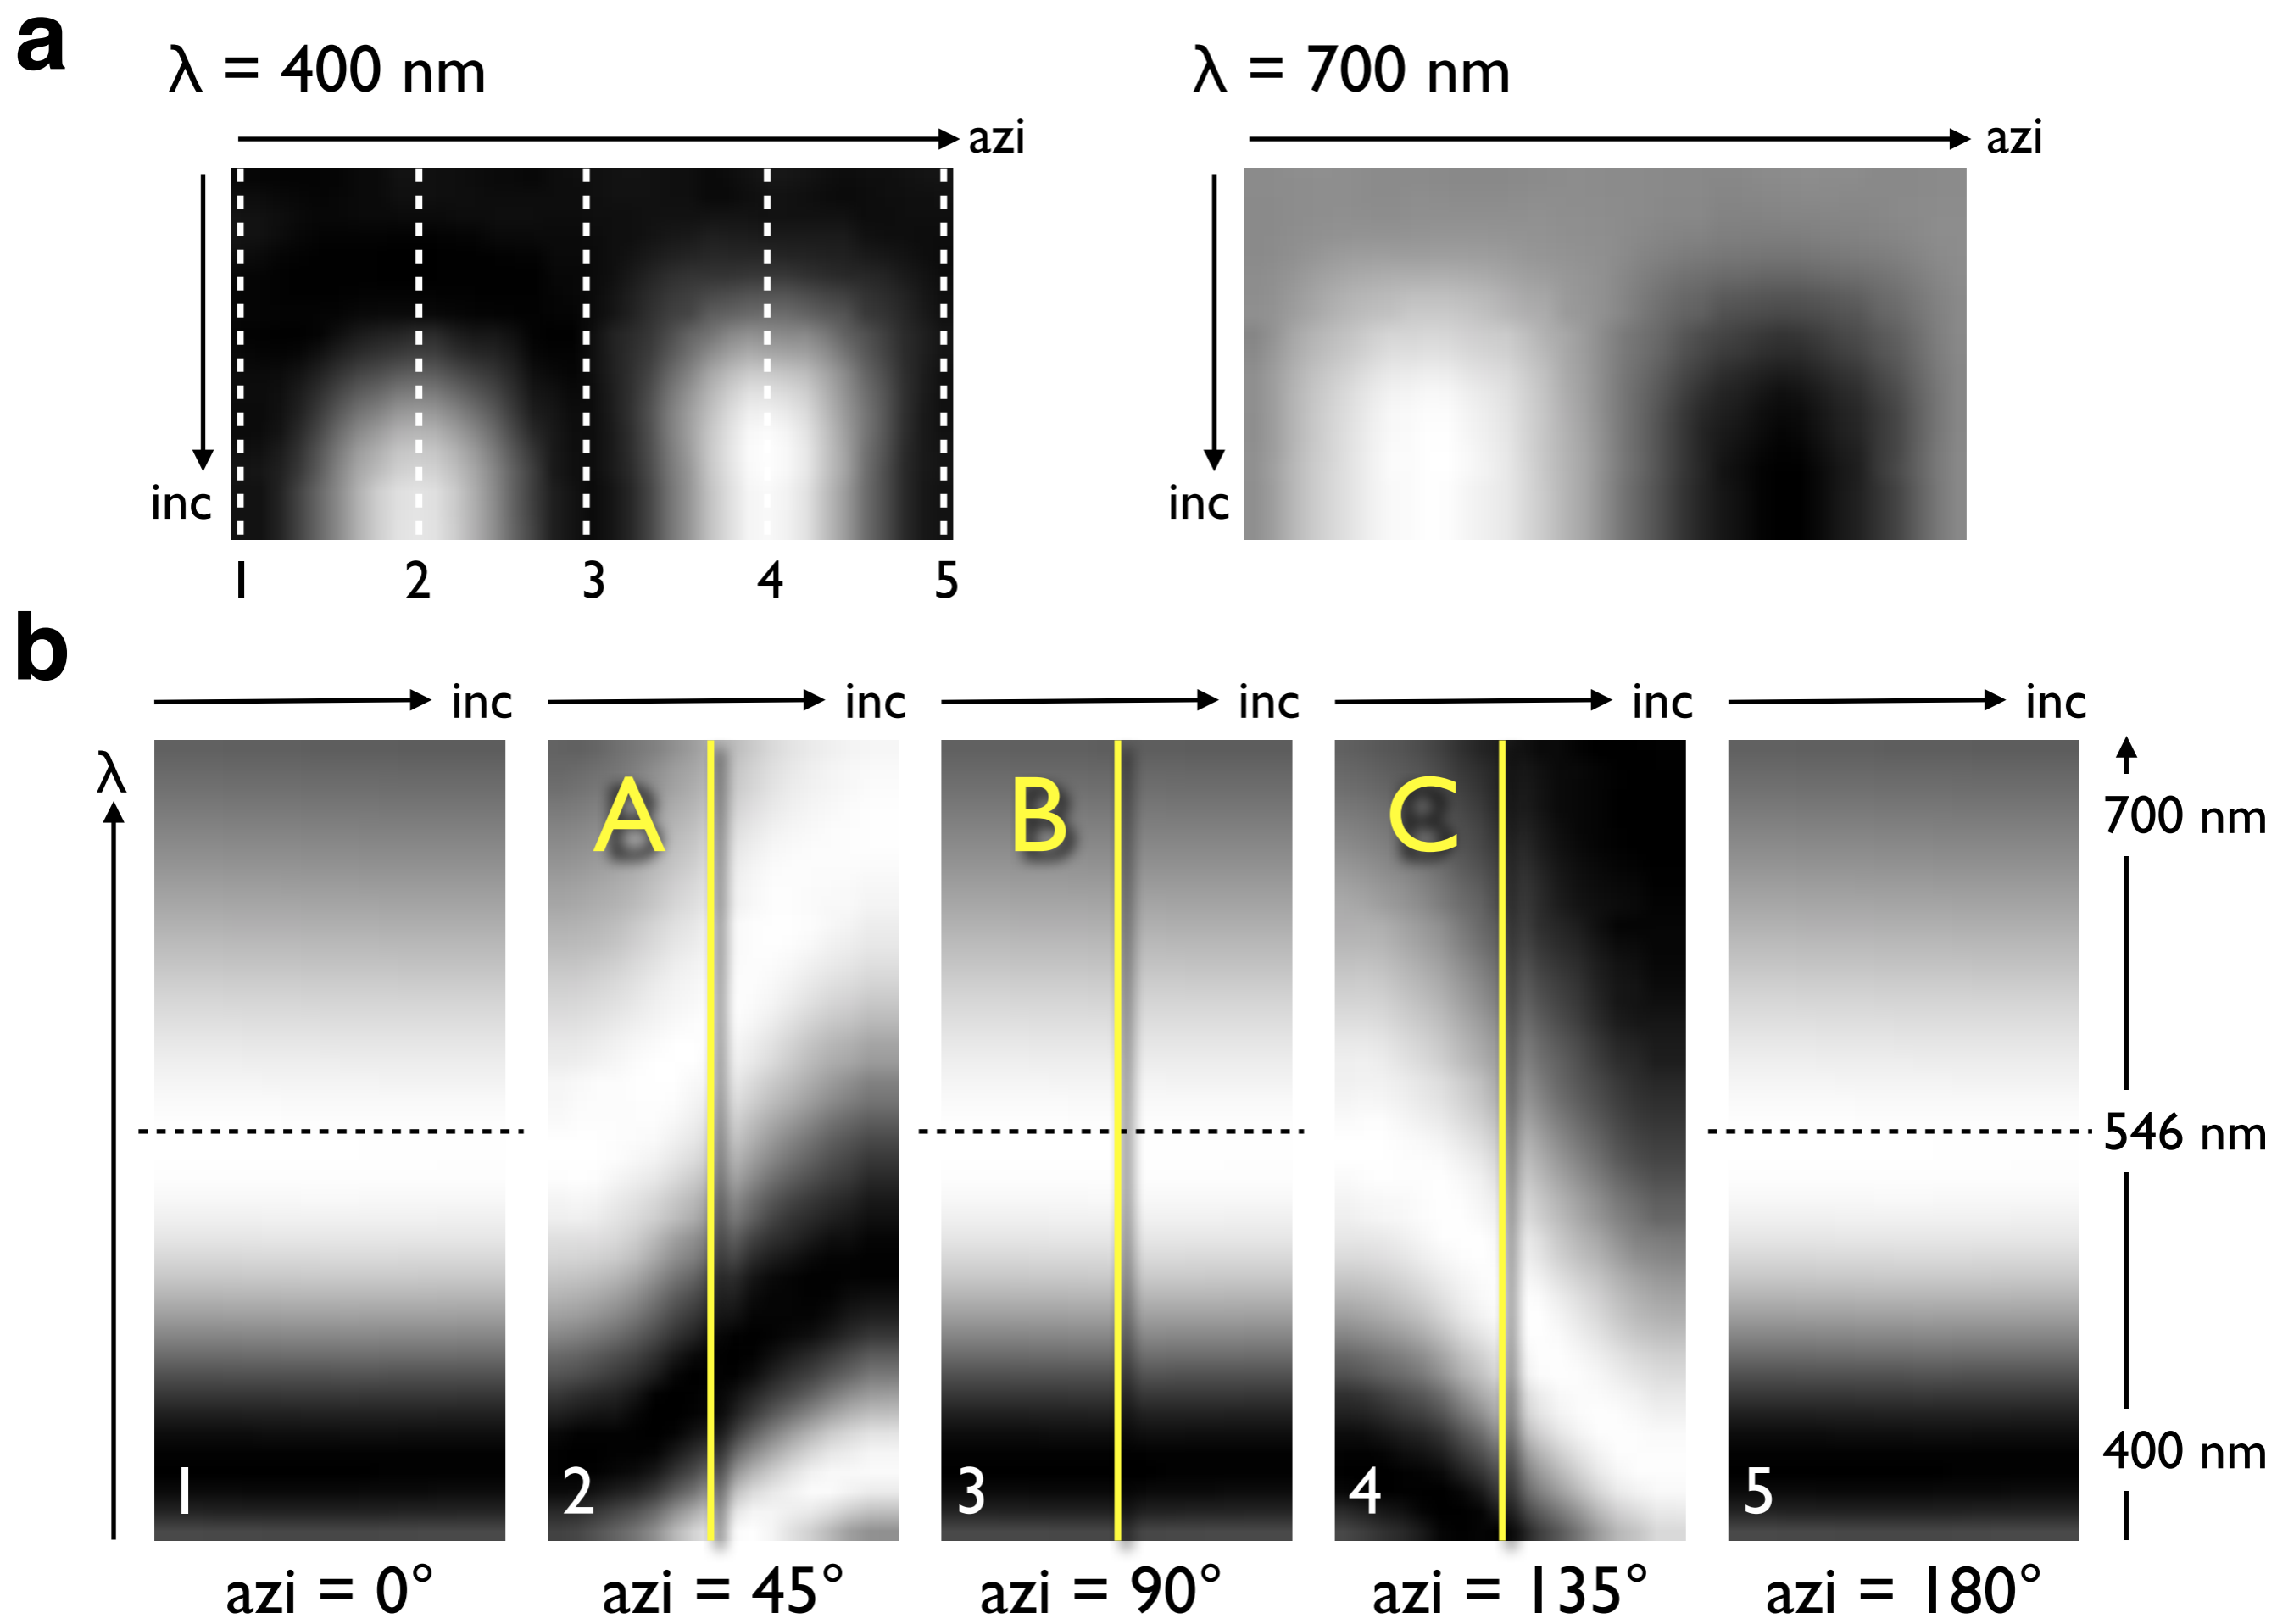 a
λ = 400 nm
λ = 700 nm
azi
azi
inc
inc
1 2 3 4 5
b
inc inc inc inc inc
λ
A B C
700 nm
546 nm
400 nm
1 2 3 4 5
azi = 0° azi = 45° azi = 90° azi = 135° azi = 180°